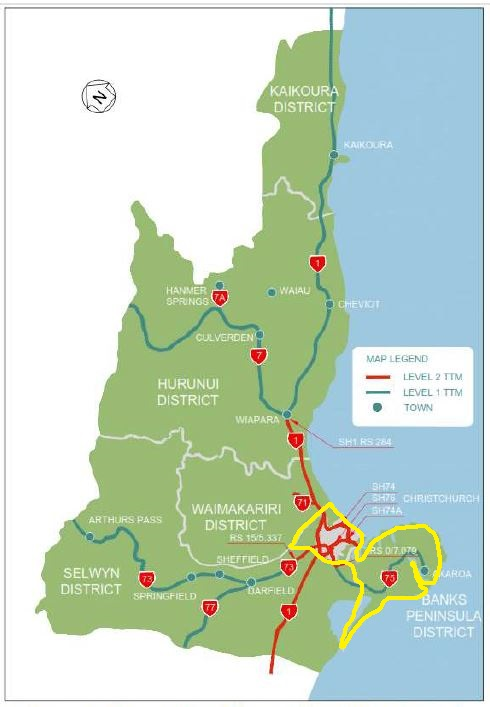 N
KAIKOURA
DISTRICT
KAIKOURA
1
HANMER
SPRINGS
7A
WAIAU
CHEVIOT
CULVERDEN
7
MAP LEGEND
LEVEL 2 TTM
LEVEL 1 TTM
TOWN
HURUNUI
DISTRICT
WIAPARA
1
SH1 RS 284
71
SH74
SH76
CHRISTCHURCH
SH74A
WAIMAKARIRI
DISTRICT
RS 15/5.337
RS 0/7.079
ARTHURS PASS
SHEFFIELD
73
SELWYN
DISTRICT
73
SPRINGFIELD
DARFIELD
75
AKAROA
77
1
BANKS
PENINSULA
DISTRICT